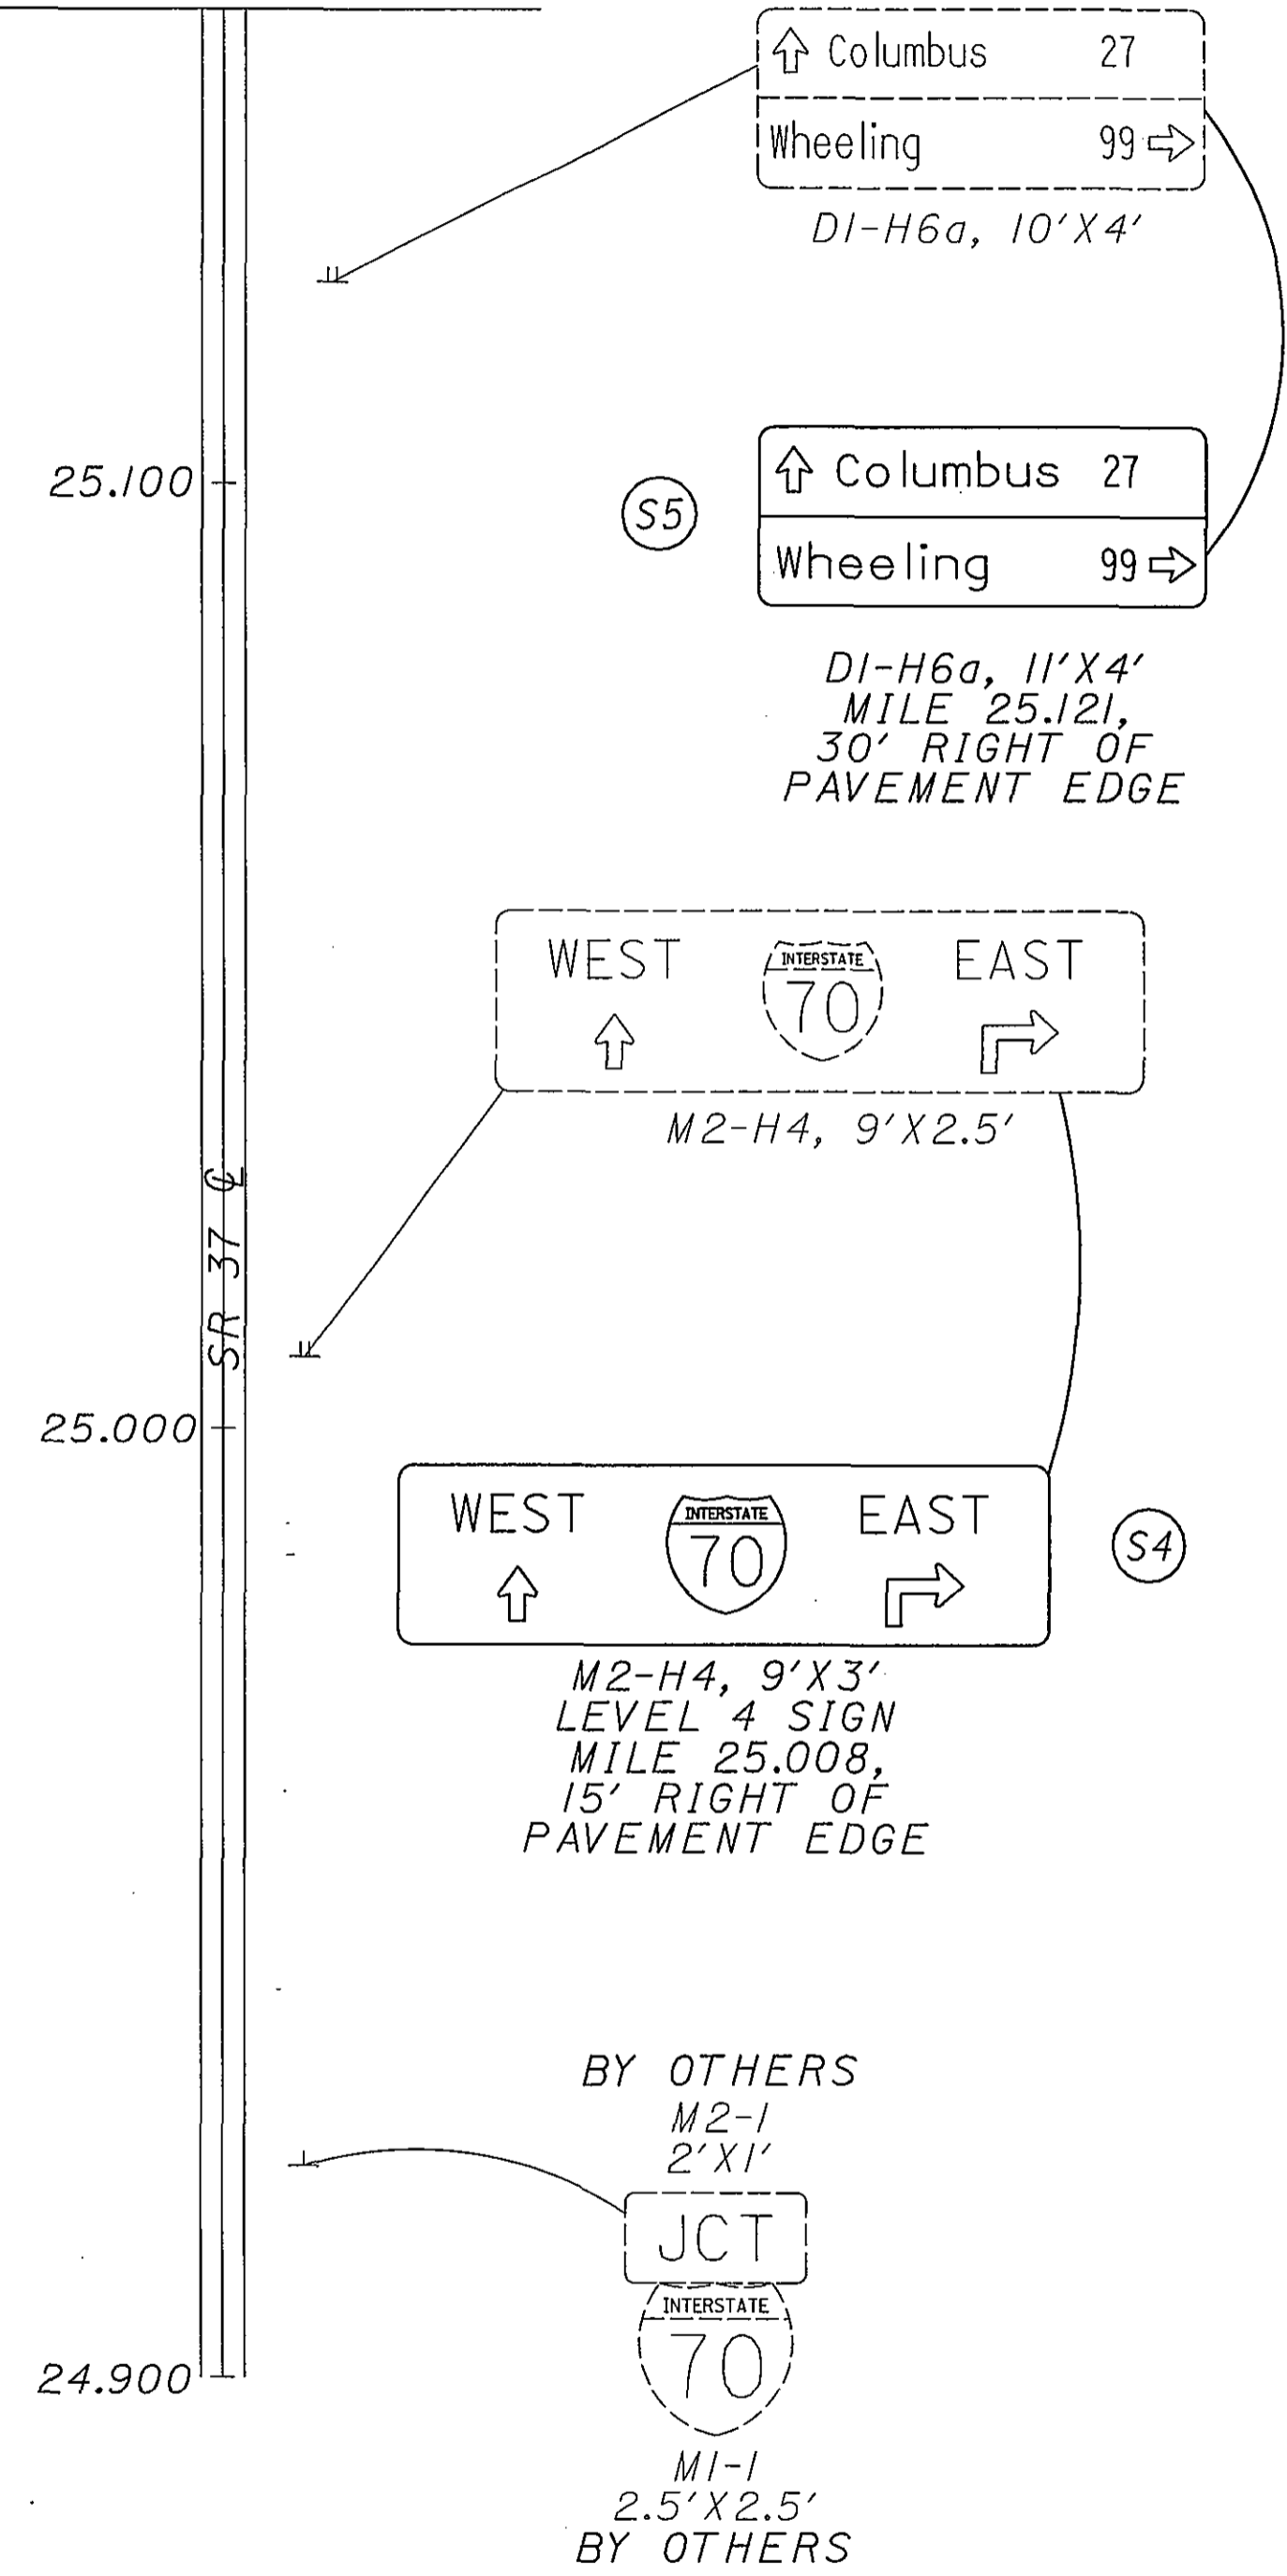 Columbus 27
Wheeling 99
D1-H6a, 10'X4'
25.100
S5
Columbus 27
Wheeling 99
D1-H6a, 11'X4'
MILE 25.121,
30' RIGHT OF
PAVEMENT EDGE
WEST INTERSTATE 70 EAST
M2-H4, 9'X2.5'
SR 37 ℄
25.000
WEST INTERSTATE 70 EAST
S4
M2-H4, 9'X3'
LEVEL 4 SIGN
MILE 25.008,
15' RIGHT OF
PAVEMENT EDGE
BY OTHERS
M2-1
2'X1'
JCT
INTERSTATE
70
24.900
M1-1
2.5'X2.5'
BY OTHERS